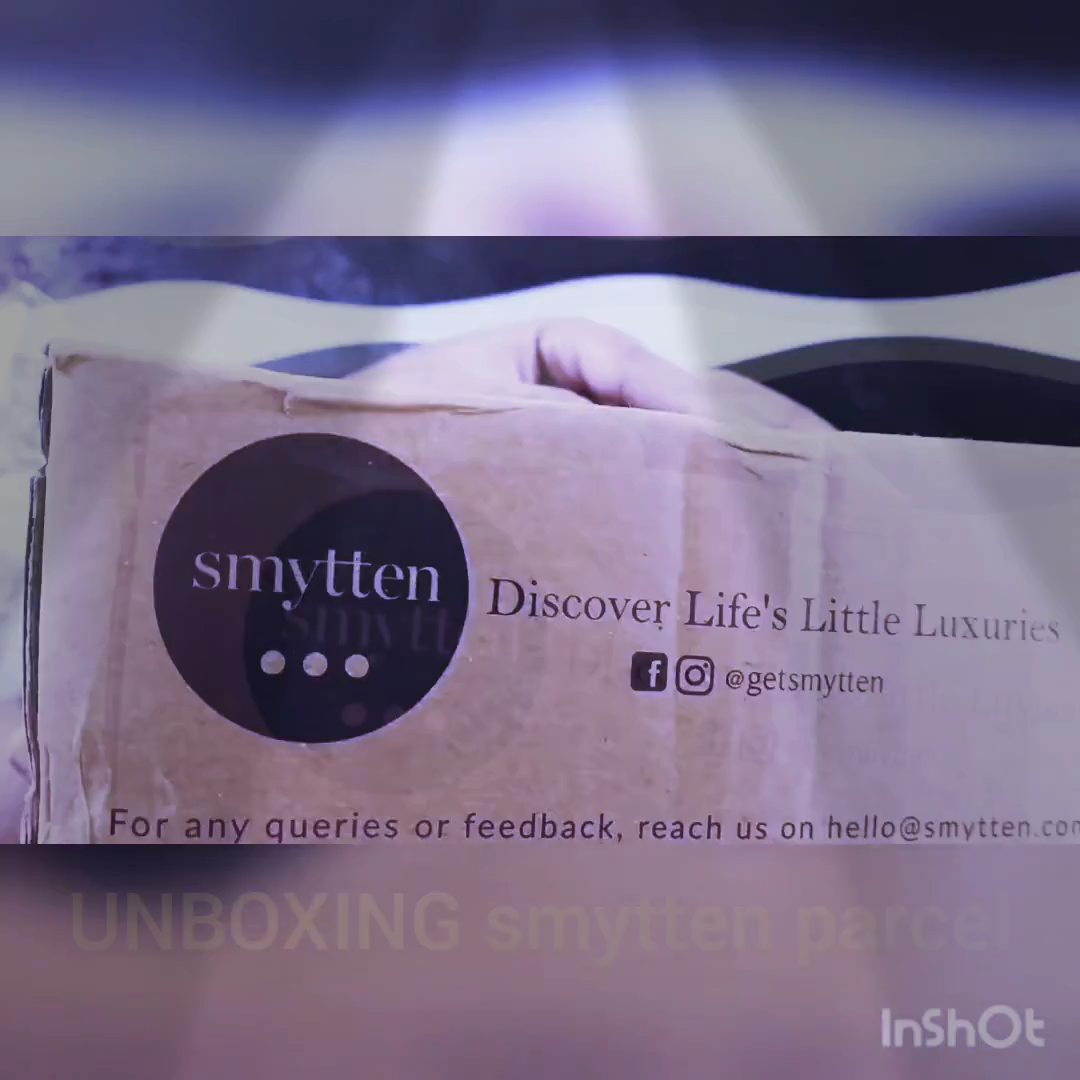 smytten
Discover Life's Little Luxuries
@getsmytten
For any queries or feedback, reach us on hello@smytten.com
UNBOXING smytten parcel
InShOt